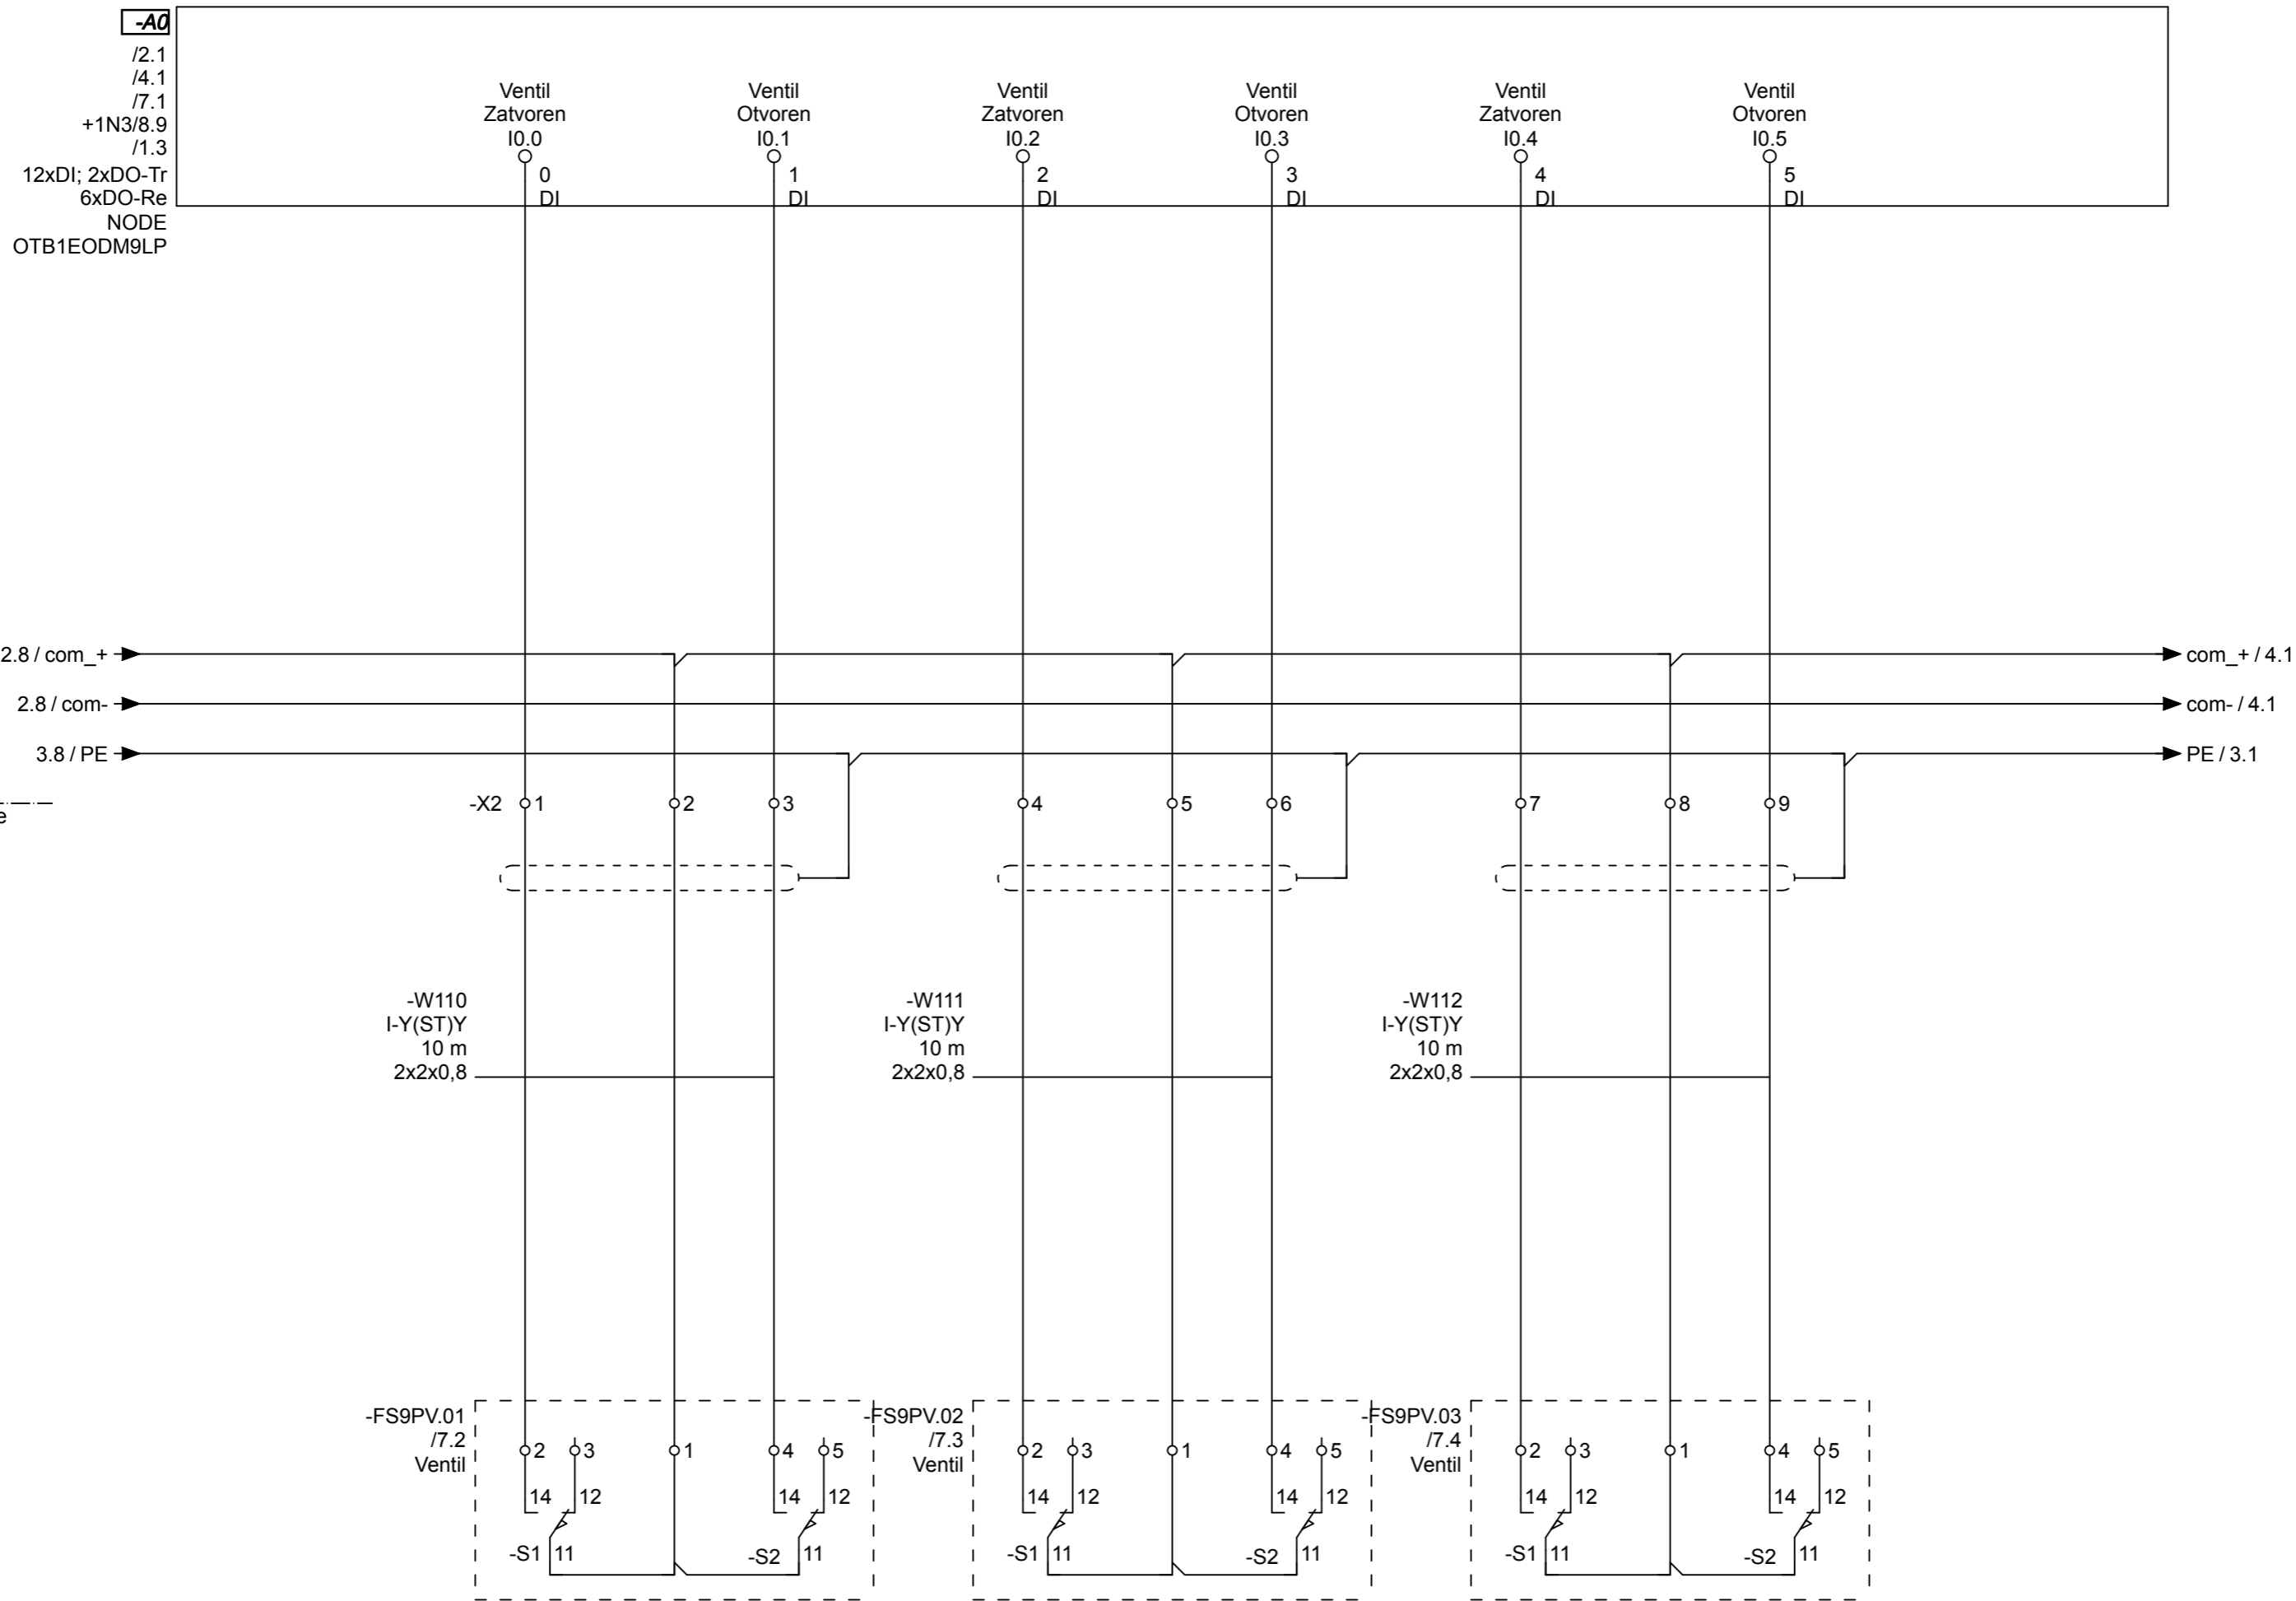 -A0
/2.1
/4.1
/7.1
+1N3/8.9
/1.3
12xDI; 2xDO-Tr
6xDO-Re
NODE
OTB1EODM9LP
Ventil
Zatvoren
I0.0
0
DI
Ventil
Otvoren
I0.1
1
DI
Ventil
Zatvoren
I0.2
2
DI
Ventil
Otvoren
I0.3
3
DI
Ventil
Zatvoren
I0.4
4
DI
Ventil
Otvoren
I0.5
5
DI
2.8 / com_+
com_+ / 4.1
2.8 / com-
com- / 4.1
3.8 / PE
PE / 3.1
e
-X2 1 2 3 4 5 6 7 8 9
-W110
I-Y(ST)Y
10 m
2x2x0,8
-W111
I-Y(ST)Y
10 m
2x2x0,8
-W112
I-Y(ST)Y
10 m
2x2x0,8
-FS9PV.01
/7.2
Ventil
2 3 1 4 5
14 12 14 12
-S1 11 -S2 11
-FS9PV.02
/7.3
Ventil
2 3 1 4 5
14 12 14 12
-S1 11 -S2 11
-FS9PV.03
/7.4
Ventil
2 3 1 4 5
14 12 14 12
-S1 11 -S2 11